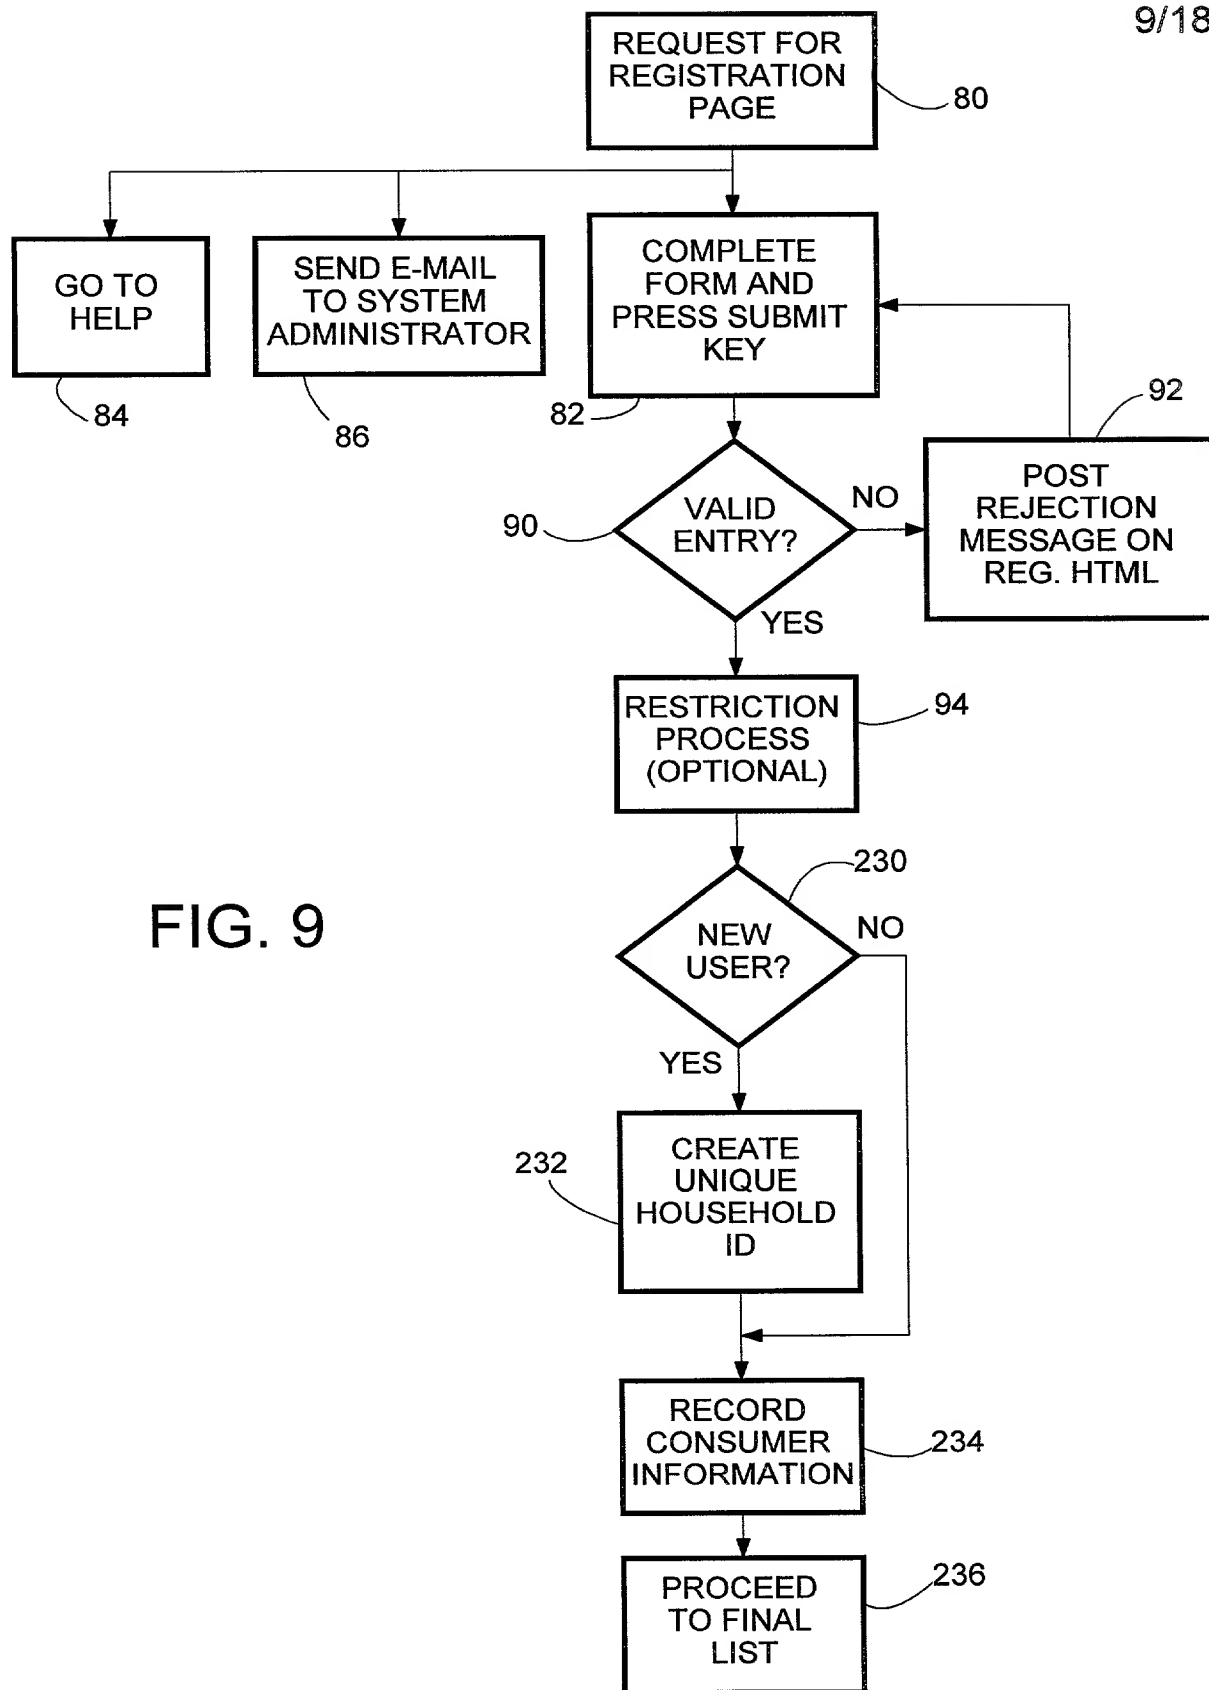 9/18
REQUEST FOR
REGISTRATION
PAGE
80
GO TO
HELP
84
SEND E-MAIL
TO SYSTEM
ADMINISTRATOR
86
COMPLETE
FORM AND
PRESS SUBMIT
KEY
82
92
POST
REJECTION
MESSAGE ON
REG. HTML
90
VALID
ENTRY?
NO
YES
RESTRICTION
PROCESS
(OPTIONAL)
94
230
NEW
USER?
NO
YES
FIG. 9
232
CREATE
UNIQUE
HOUSEHOLD
ID
RECORD
CONSUMER
INFORMATION
234
PROCEED
TO FINAL
LIST
236